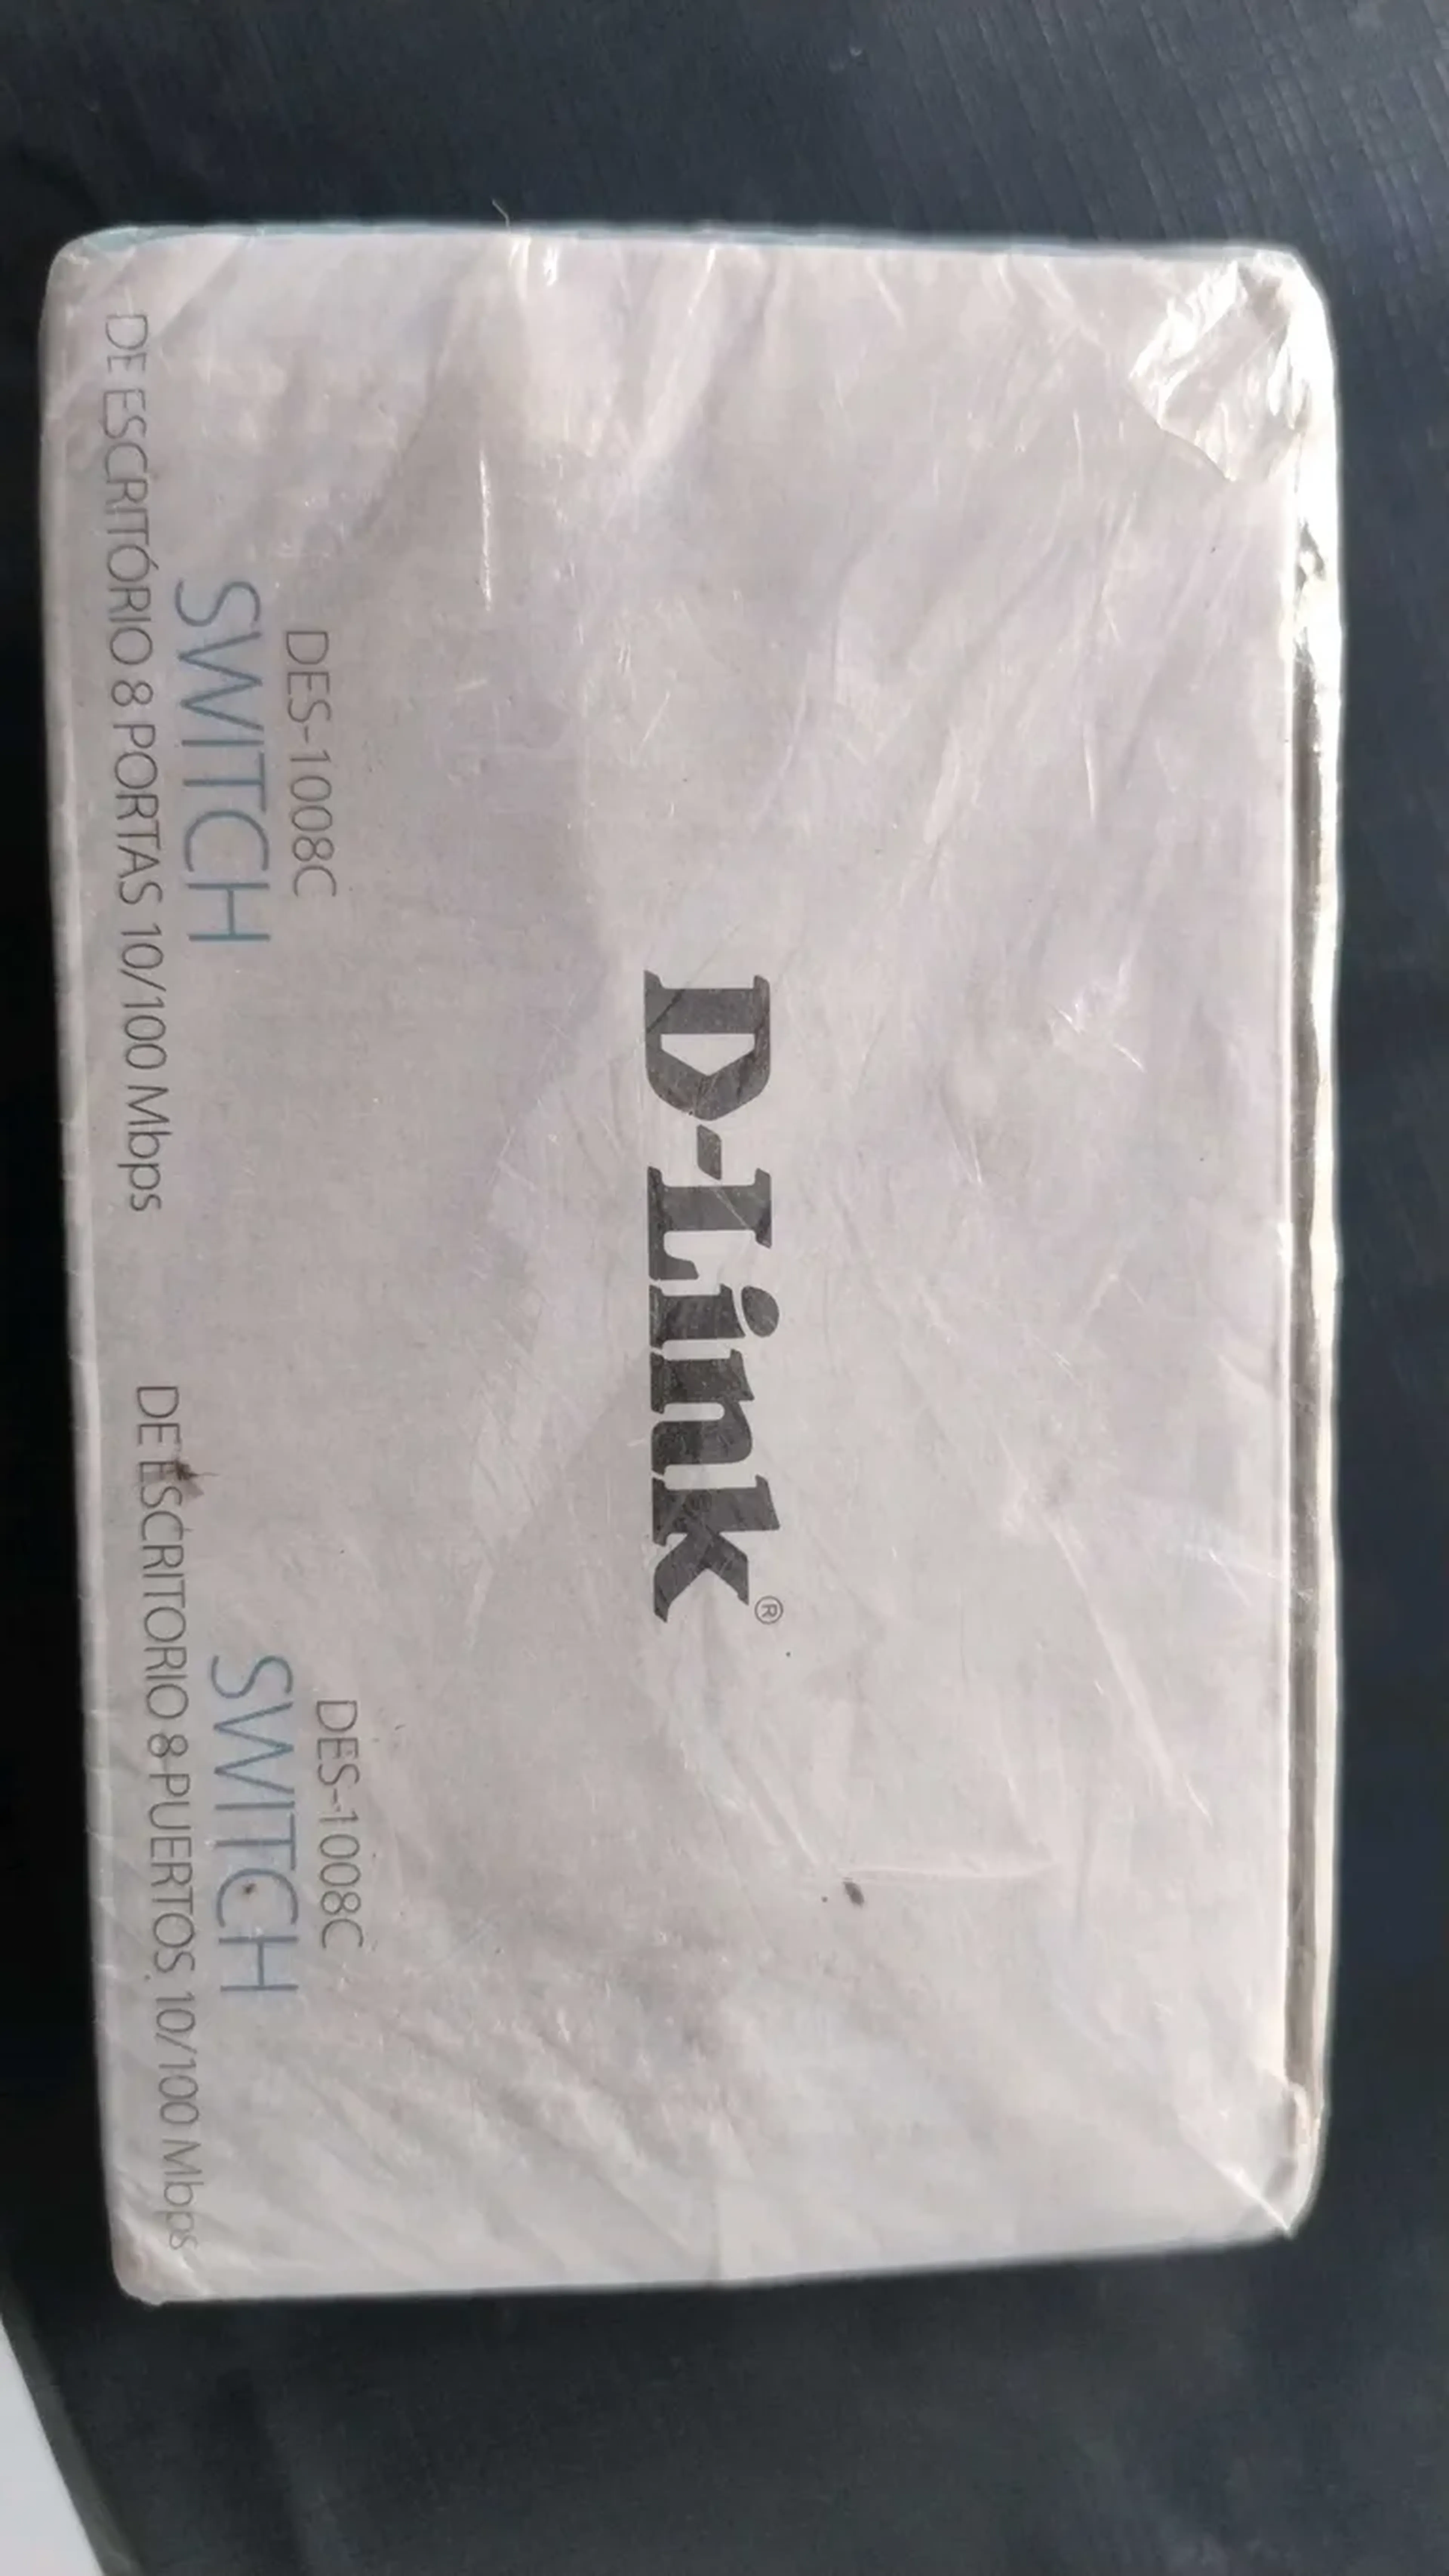 D-Link®
DES-1008C
SWITCH
DE ESCRITÓRIO 8 PORTAS 10/100 Mbps
DES-1008C
SWITCH
DE ESCRITORIO 8 PUERTOS 10/100 Mbps